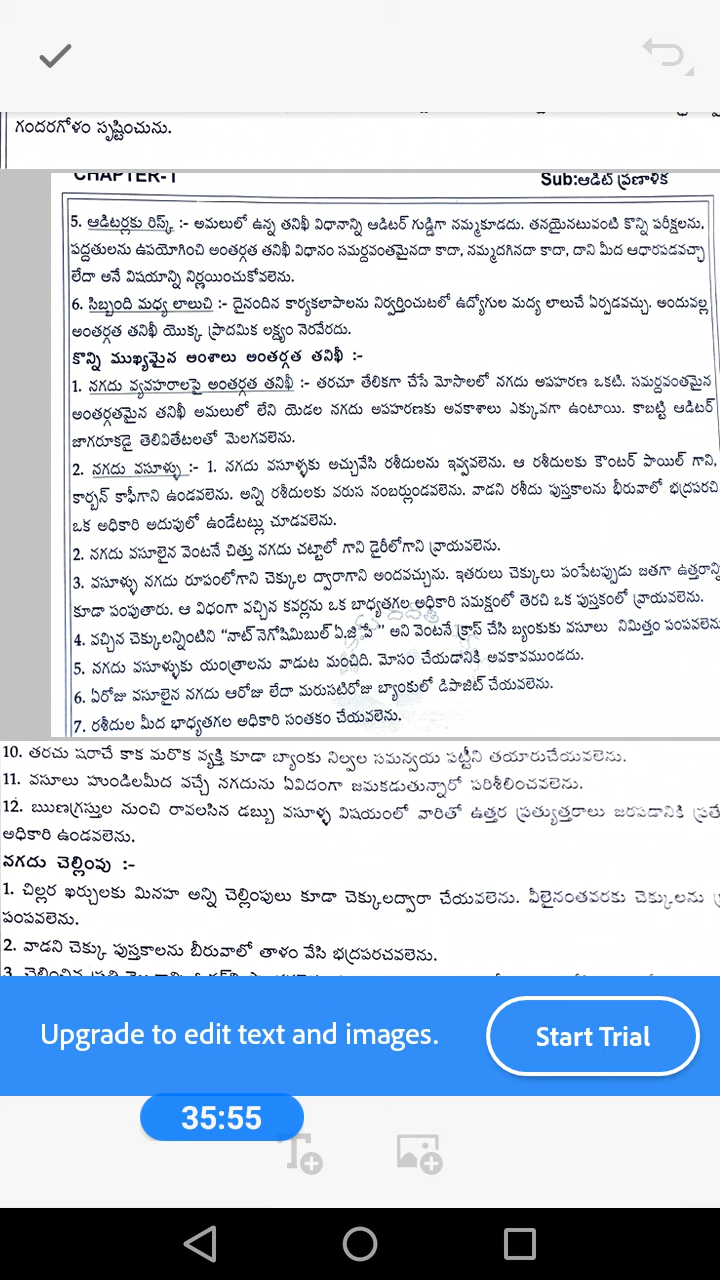 గందరగోళం సృష్టించును.
CHAPTER-1
Sub:ఆడిట్ ప్రణాళిక
5. ఆడిటర్లకు రిస్క్ :- అమలులో ఉన్న తనిఖీ విధానాన్ని ఆడిటర్ గుడ్డిగా నమ్మకూడదు. తనయైనటువంటి కొన్ని పరీక్షలను,
పద్దతులను ఉపయోగించి అంతర్గత తనిఖీ విధానం సమర్దవంతమైనదా కాదా, నమ్మదగినదా కాదా, దాని మీద ఆధారపడవచ్చా
లేదా అనే విషయాన్ని నిర్ణయించుకోవలెను.
6. సిబ్బంది మధ్య లాలుచి :- దైనందిన కార్యకలాపాలను నిర్వర్తించుటలో ఉద్యోగుల మద్య లాలుచే ఏర్పడవచ్చు. అందువల్ల
అంతర్గత తనిఖీ యొక్క ప్రాదమిక లక్ష్యం నెరవేరదు.
కొన్ని ముఖ్యమైన అంశాలు అంతర్గత తనిఖీ :-
1. నగదు వ్యవహరాలపై అంతర్గత తనిఖీ :- తరచూ తేలికగా చేసే మోసాలలో నగదు అపహరణ ఒకటి. సమర్దవంతమైన
అంతర్గతమైన తనిఖీ అమలులో లేని యెడల నగదు అపహరణకు అవకాశాలు ఎక్కువగా ఉంటాయి. కాబట్టి ఆడిటర్
జాగరూకడై తెలివితేటలతో మెలగవలెను.
2. నగదు వసూళ్ళు :- 1. నగదు వసూళ్ళకు అచ్చువేసి రశీదులను ఇవ్వవలెను. ఆ రశీదులకు కౌంటర్ పాయిల్ గాని,
కార్బన్ కాపీగాని ఉండవలెను. అన్ని రశీదులకు వరుస నంబర్లుండవలెను. వాడని రశీదు పుస్తకాలను భీరువాలో భద్రపరచి
ఒక అధికారి అదుపులో ఉండేటట్లు చూడవలెను.
2. నగదు వసూలైన వెంటనే చిత్తు నగదు చట్టాలో గాని డైరీలోగాని వ్రాయవలెను.
3. వసూళ్ళు నగదు రూపంలోగాని చెక్కుల ద్వారాగాని అందవచ్చును. ఇతరులు చెక్కులు పంపేటప్పుడు జతగా ఉత్తరాన్ని
కూడా పంపుతారు. ఆ విధంగా వచ్చిన కవర్లను ఒక బాధ్యతగల అధికారి సమక్షంలో తెరచి ఒక పుస్తకంలో వ్రాయవలెను.
4. వచ్చిన చెక్కులన్నింటిని "నాట్ నెగోషిమిబుల్ ఏ.జి పే " అని వెంటనే క్రాస్ చేసి బ్యంకుకు వసూలు నిమిత్తం పంపవలెను
5. నగదు వసూళ్ళుకు యంత్రాలను వాడుట మంచిది. మోసం చేయడానికి అవకావముండదు.
6. ఏరోజు వసూలైన నగదు ఆరోజు లేదా మరుసటిరోజు బ్యాంకులో డిపాజిట్ చేయవలెను.
7. రశీదుల మీద భాధ్యతగల అధికారి సంతకం చేయవలెను.
10. తరచు షరాచే కాక మరొక వ్యక్తి కూడా బ్యాంకు నిల్వల సమన్వయ పట్టీని తయారుచేయవలెను.
11. వసూలు హుండిలమీద వచ్చే నగదును ఏవిదంగా జమకడుతున్నారో పరిశీలించవలెను.
12. ఋణగ్రస్తుల నుంచి రావలసిన డబ్బు వసూళ్ళ విషయంలో వారితో ఉత్తర ప్రత్యుత్తరాలు జరపడానికి ప్రతే
అధికారి ఉండవలెను.
నగదు చెల్లింపు :-
1. చిల్లర ఖర్చులకు మినహ అన్ని చెల్లింపులు కూడా చెక్కులద్వారా చేయవలెను. వీలైనంతవరకు చెక్కులను
పంపవలెను.
2. వాడని చెక్కు పుస్తకాలను బీరువాలో తాళం వేసి భద్రపరచవలెను.
Upgrade to edit text and images.
Start Trial
35:55